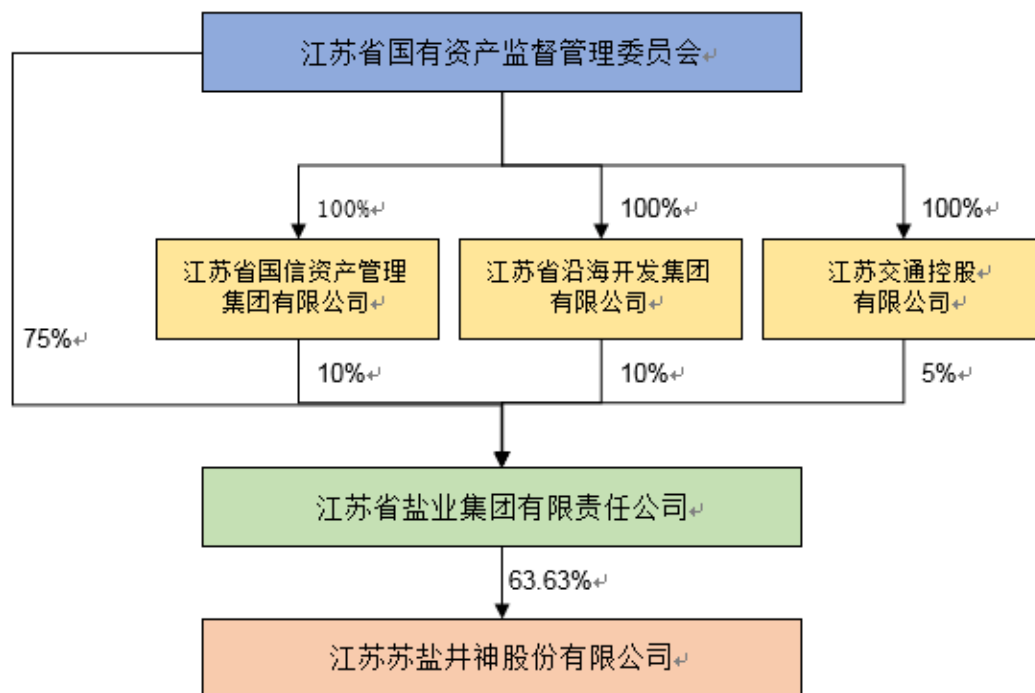 江苏省国有资产监督管理委员会↵
100%↵
100%↵
100%↵
江苏省国信资产管理
集团有限公司↵
江苏省沿海开发集团
有限公司↵
江苏交通控股↵
有限公司↵
75%↵
10%↵
10%↵
5%↵
江苏省盐业集团有限责任公司↵
63.63%↵
江苏苏盐井神股份有限公司↵